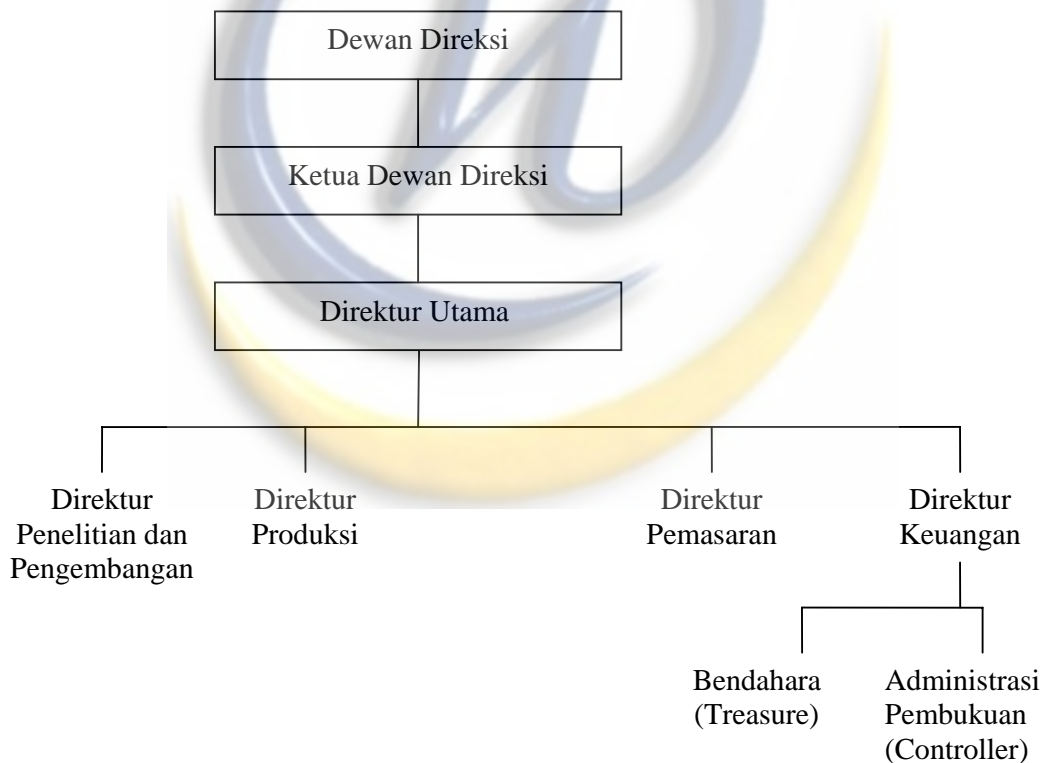 Dewan Direksi
Ketua Dewan Direksi
Direktur Utama
Direktur
Penelitian dan
Pengembangan
Direktur
Produksi
Direktur
Pemasaran
Direktur
Keuangan
Bendahara
(Treasure)
Administrasi
Pembukuan
(Controller)